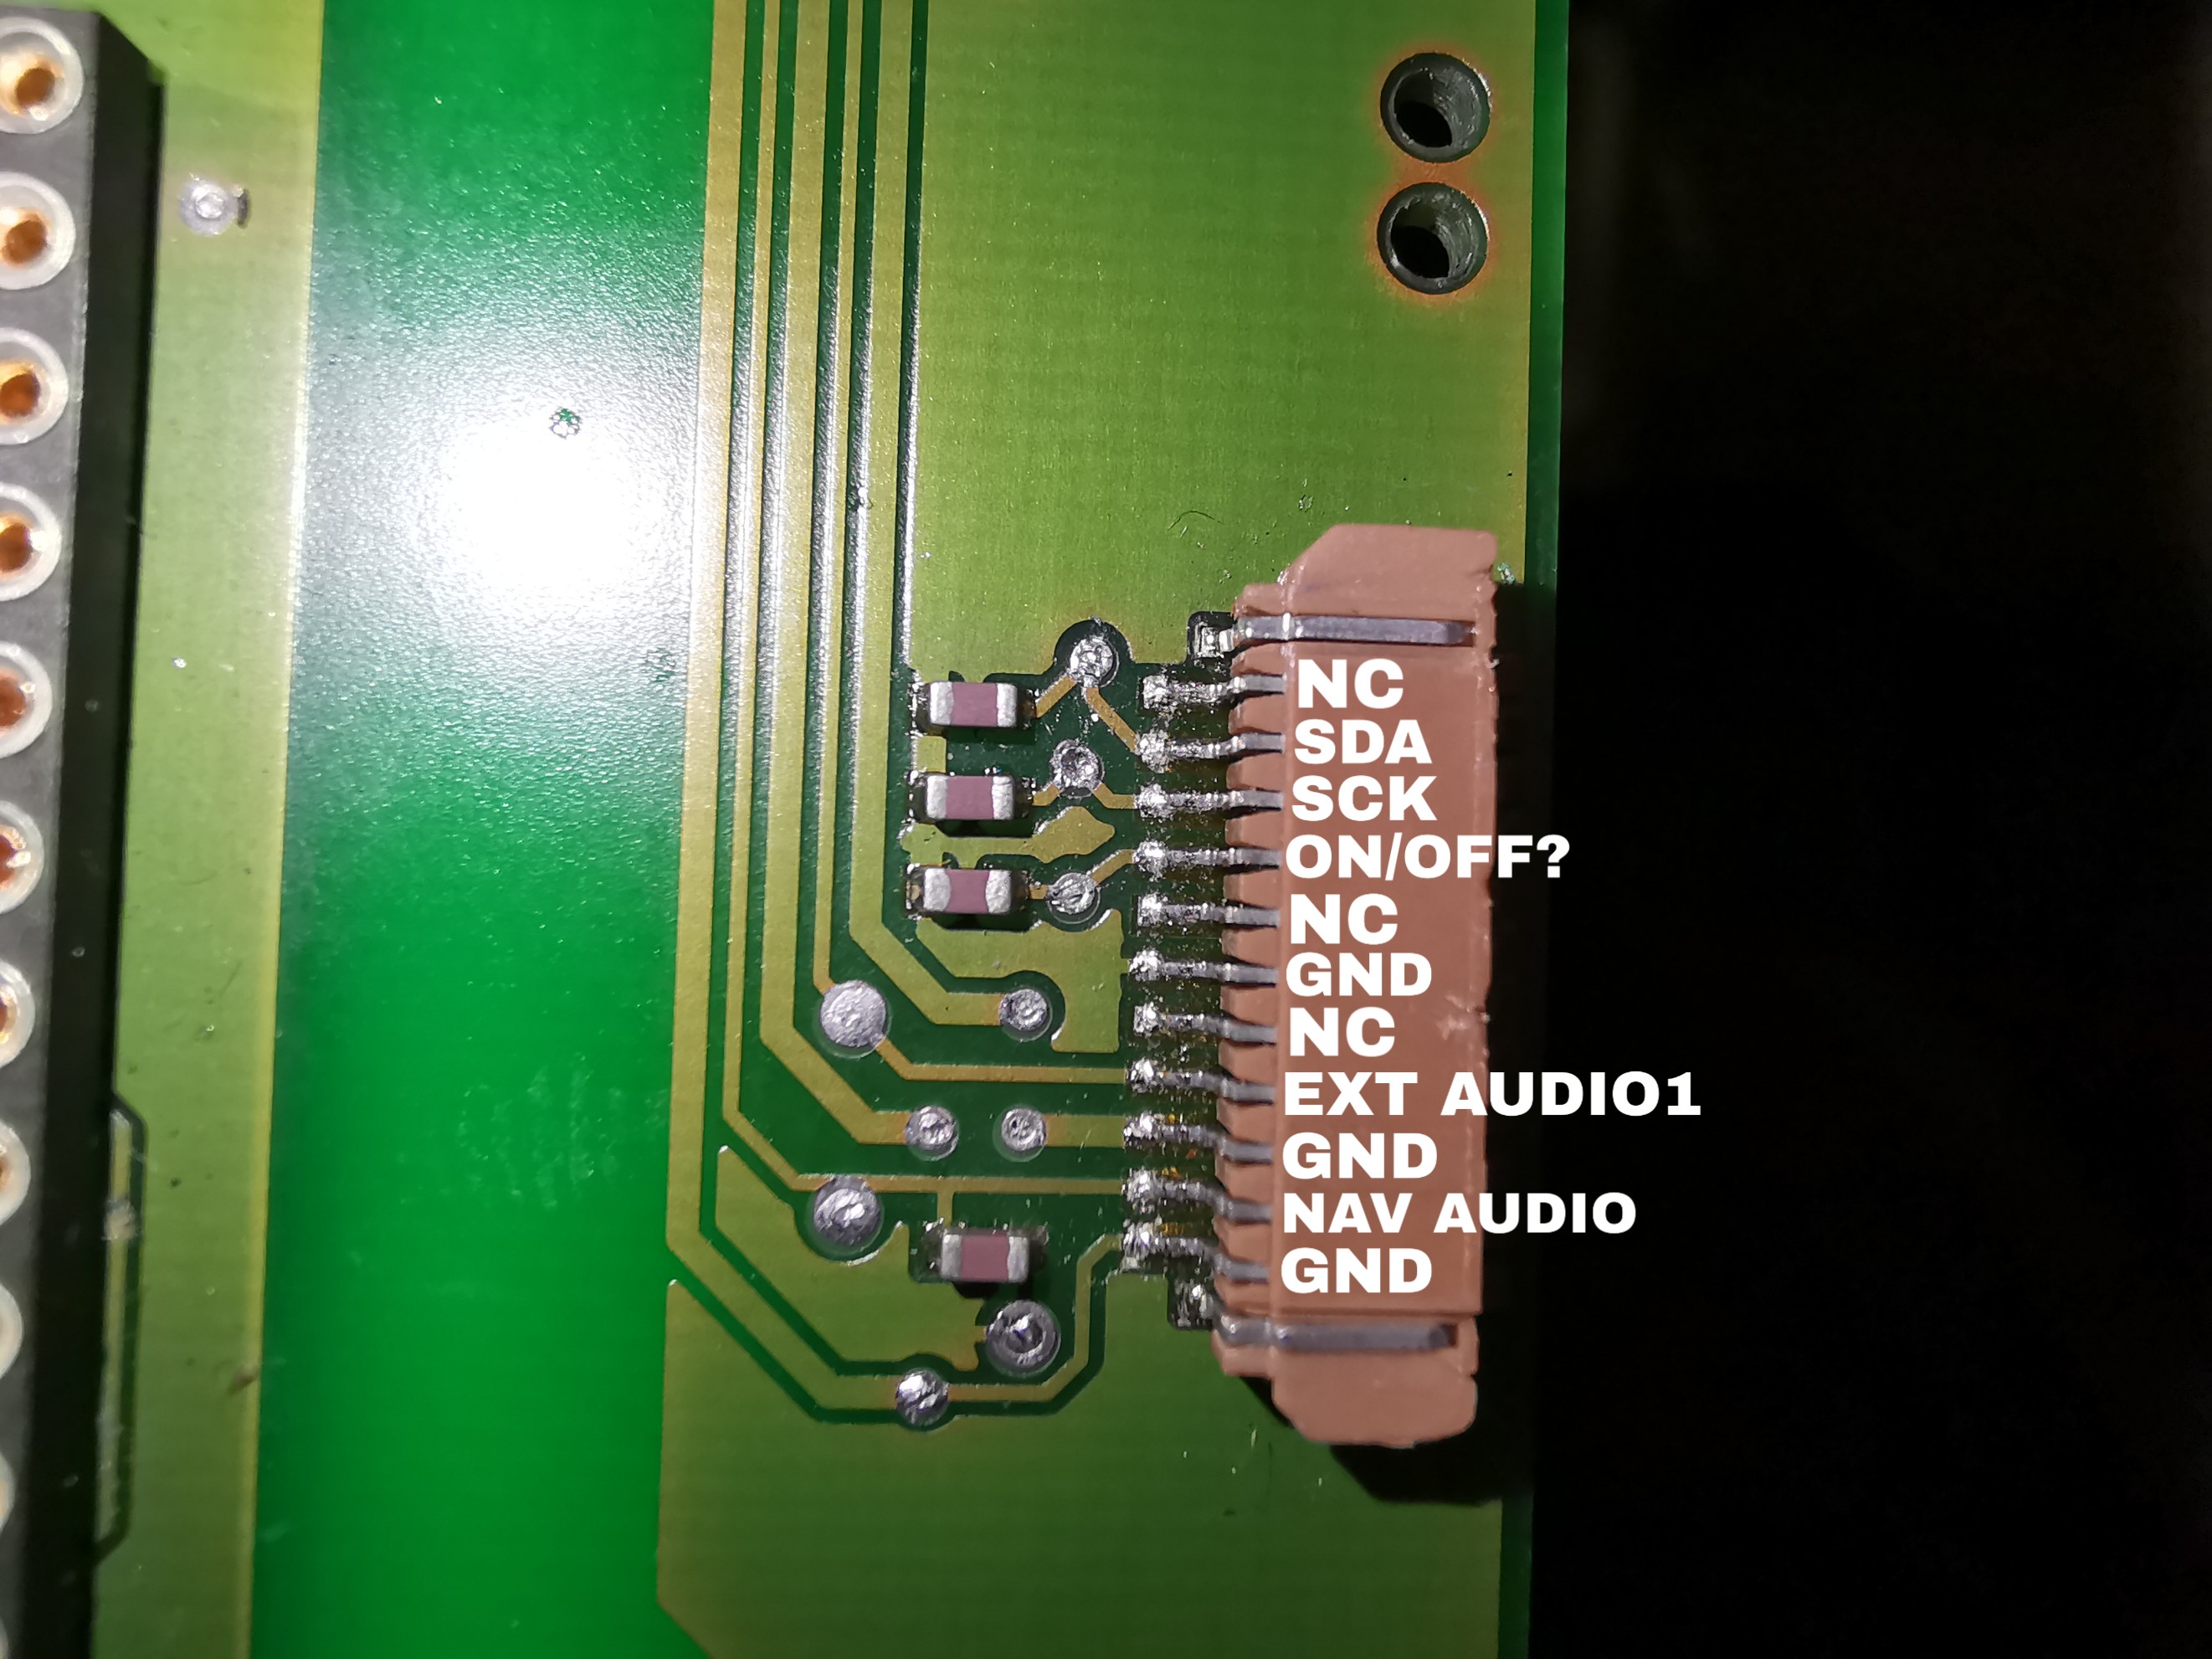 NC
SDA
SCK
ON/OFF?
NC
GND
NC
EXT AUDIO1
GND
NAV AUDIO
GND